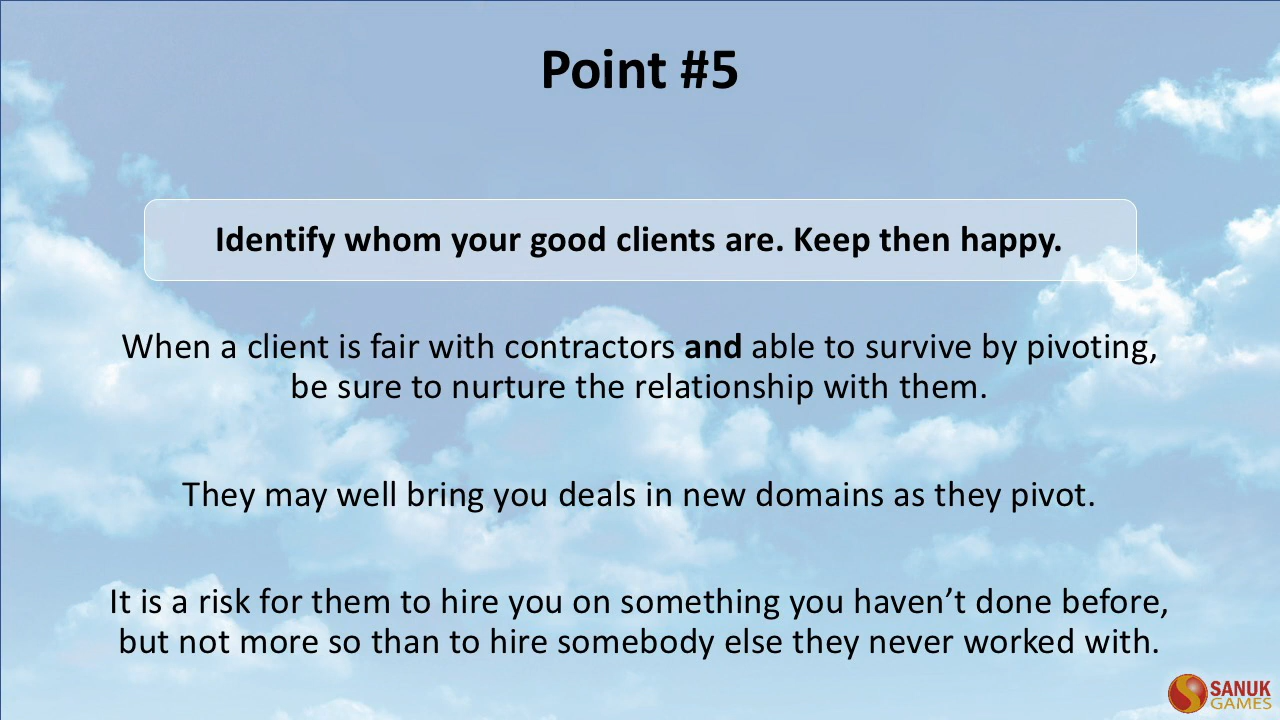 Point #5
Identify whom your good clients are. Keep then happy.
When a client is fair with contractors and able to survive by pivoting,
be sure to nurture the relationship with them.
They may well bring you deals in new domains as they pivot.
It is a risk for them to hire you on something you haven’t done before,
but not more so than to hire somebody else they never worked with.
SANUK
GAMES